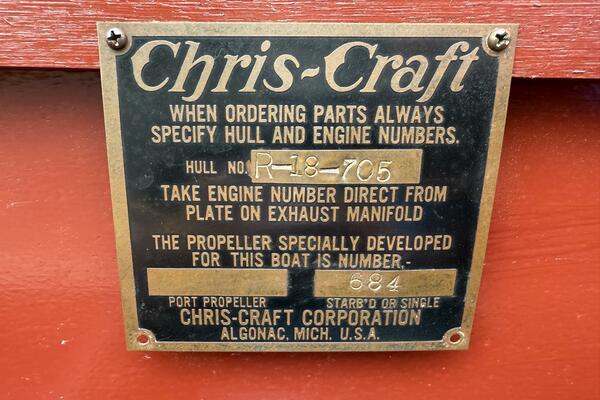 Chris-Craft
WHEN ORDERING PARTS ALWAYS
SPECIFY HULL AND ENGINE NUMBERS.
HULL NO. R-18-705
TAKE ENGINE NUMBER DIRECT FROM
PLATE ON EXHAUST MANIFOLD
THE PROPELLER SPECIALLY DEVELOPED
FOR THIS BOAT IS NUMBER,-
684
PORT PROPELLER STARB'D OR SINGLE
CHRIS-CRAFT CORPORATION
ALGONAC, MICH. U.S.A.